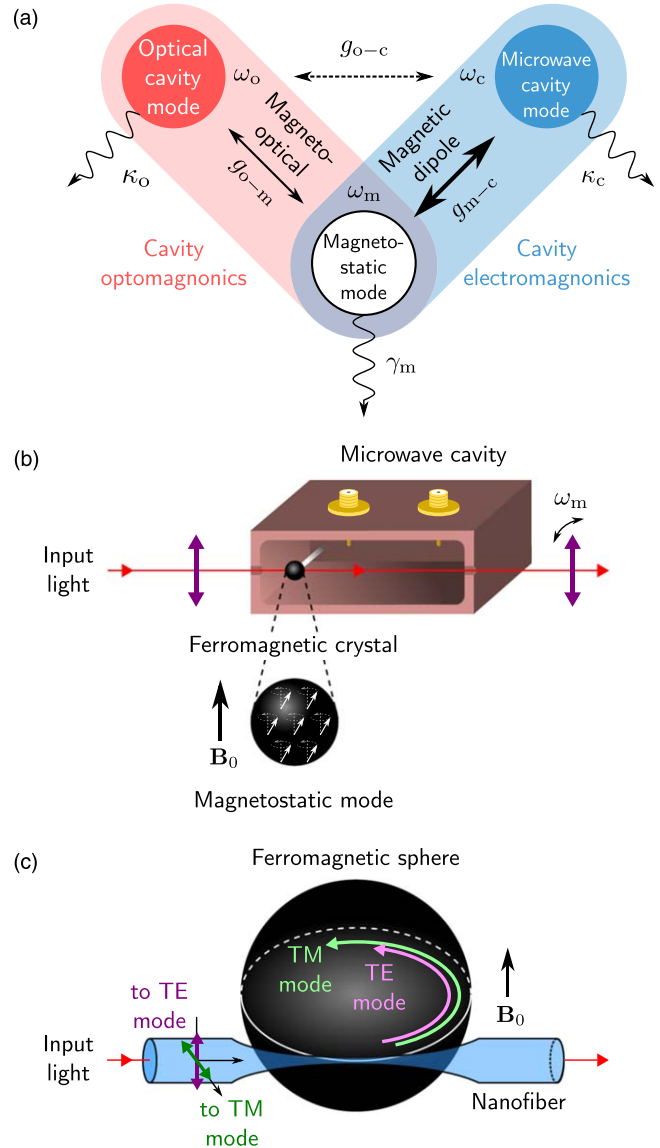 (a)
Optical
cavity
mode
ω_o
g_o−c
ω_c
Microwave
cavity
mode
Magneto-
optical
Magnetic
dipole
κ_o
g_o−m
ω_m
g_m−c
κ_c
Magneto-
static
mode
Cavity
optomagnonics
Cavity
electromagnonics
γ_m
(b)
Microwave cavity
ω_m
Input
light
Ferromagnetic crystal
B_0
Magnetostatic mode
(c)
Ferromagnetic sphere
TM
mode
TE
mode
to TE
mode
B_0
Input
light
to TM
mode
Nanofiber